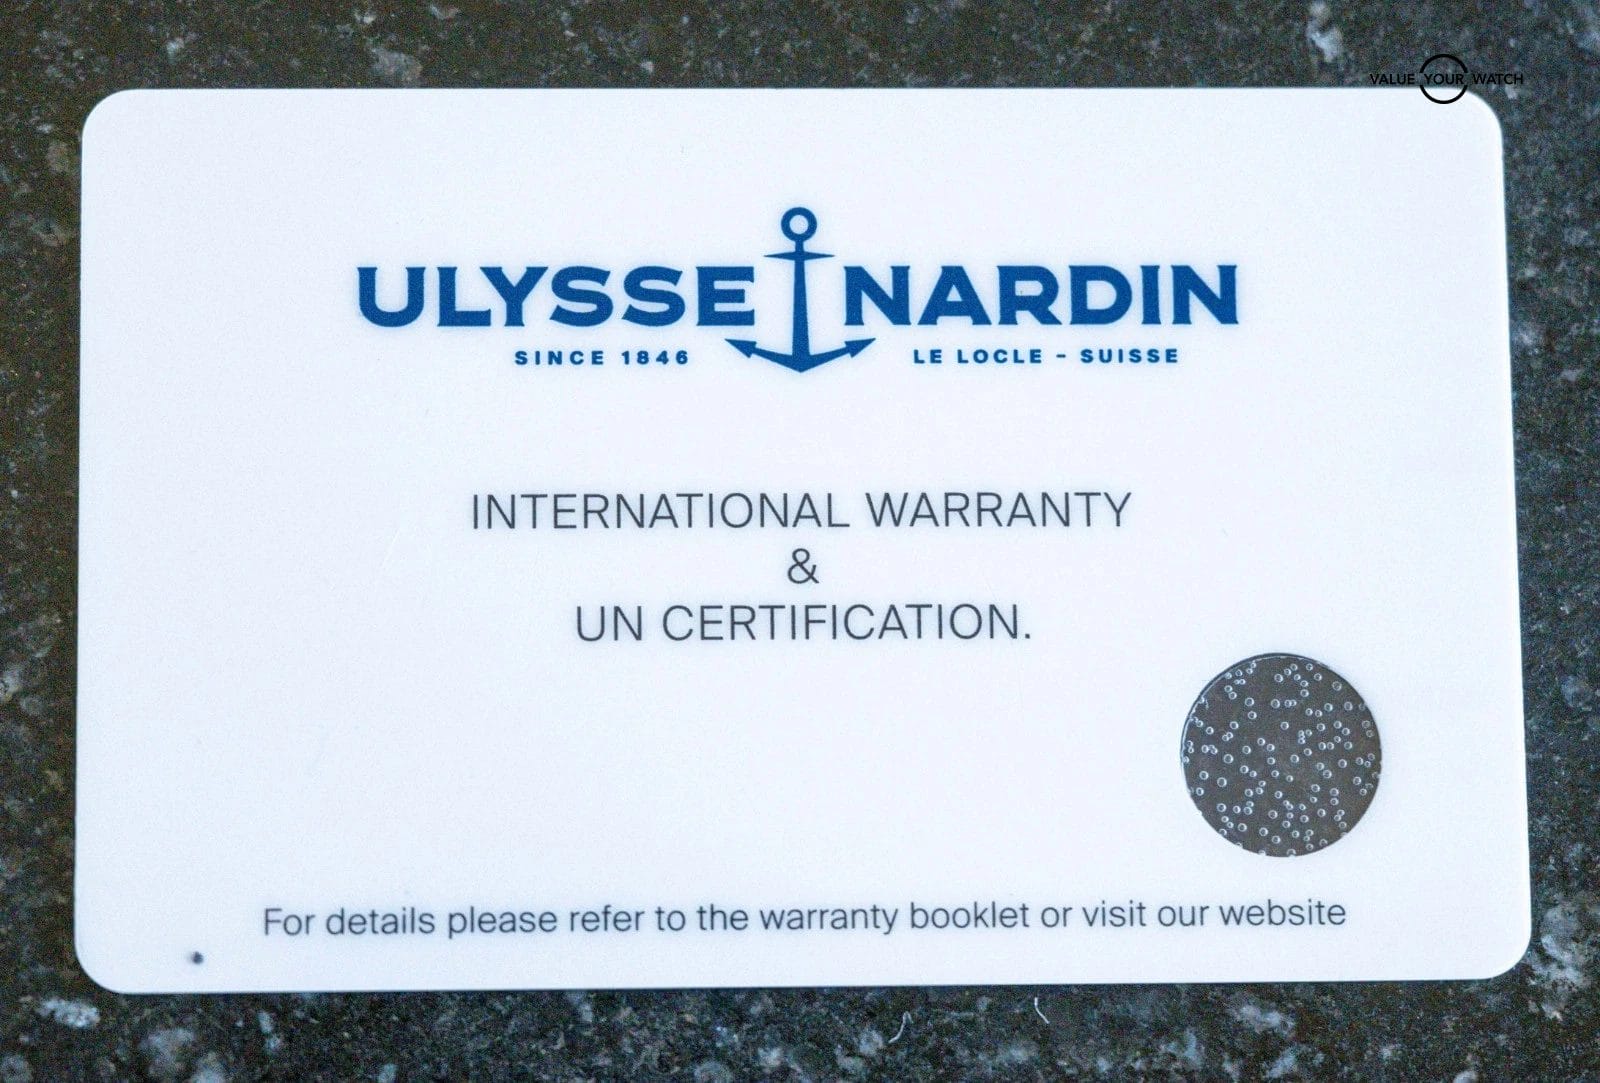 VALUE YOUR WATCH
ULYSSE NARDIN
SINCE 1846 LE LOCLE - SUISSE
INTERNATIONAL WARRANTY
&
UN CERTIFICATION.
For details please refer to the warranty booklet or visit our website